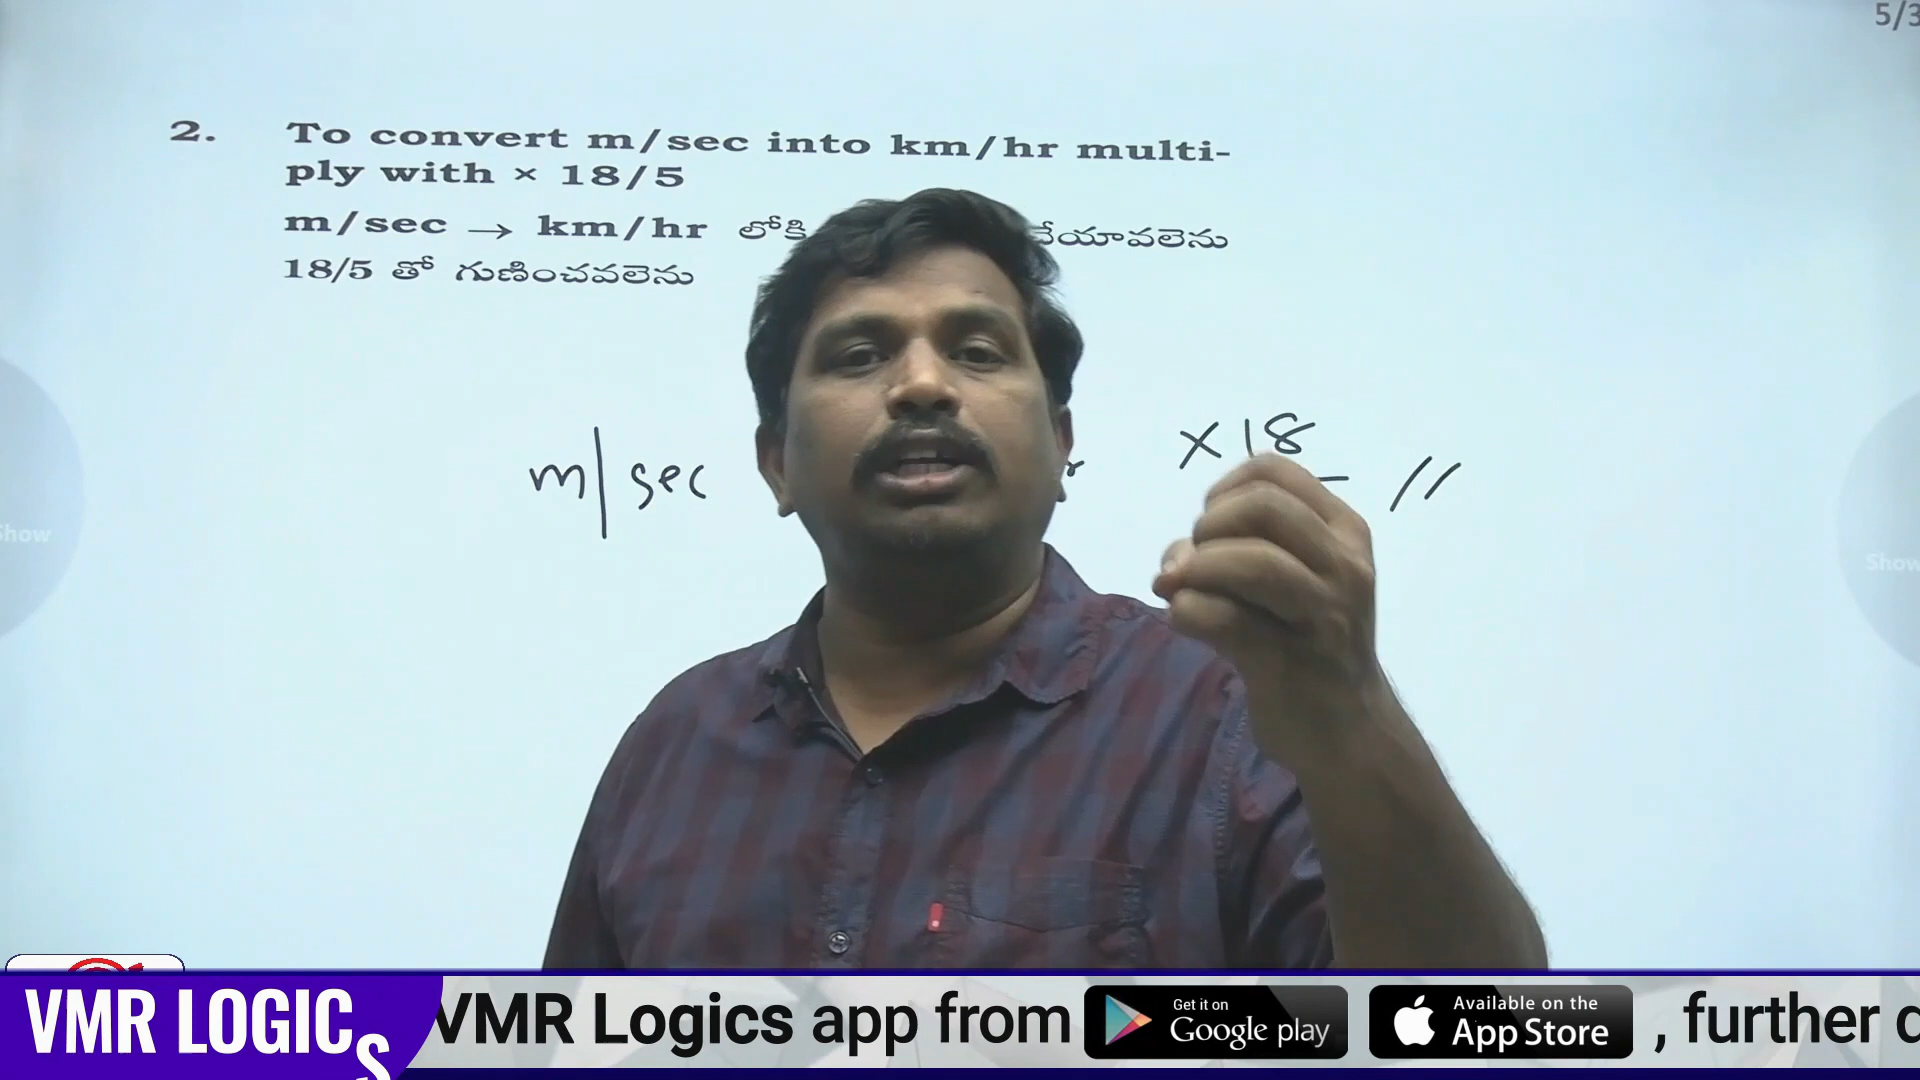 5/3
2. To convert m/sec into km/hr multi-
ply with × 18/5
m/sec → km/hr లోకి చేయావలెను
18/5 తో గుణించవలెను
m/sec r ×18 //
Show
Show
VMR LOGICS
VMR Logics app from GET IT ON Google play Available on the App Store , further